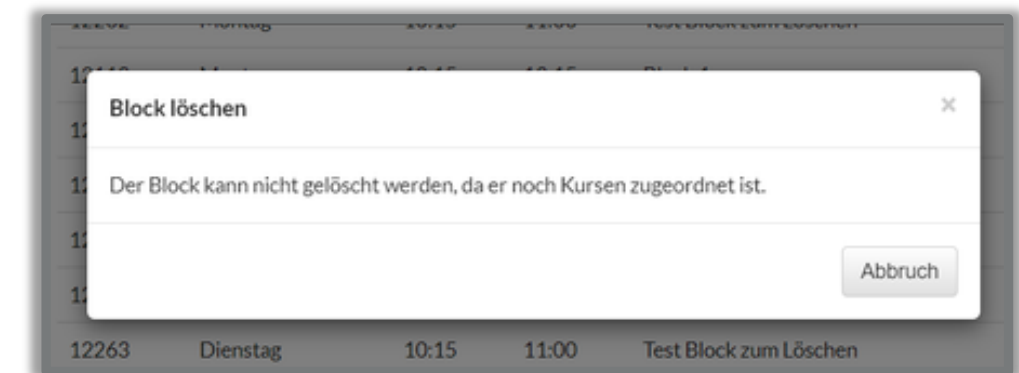 Block löschen
×
Der Block kann nicht gelöscht werden, da er noch Kursen zugeordnet ist.
Abbruch
12263 Dienstag 10:15 11:00 Test Block zum Löschen